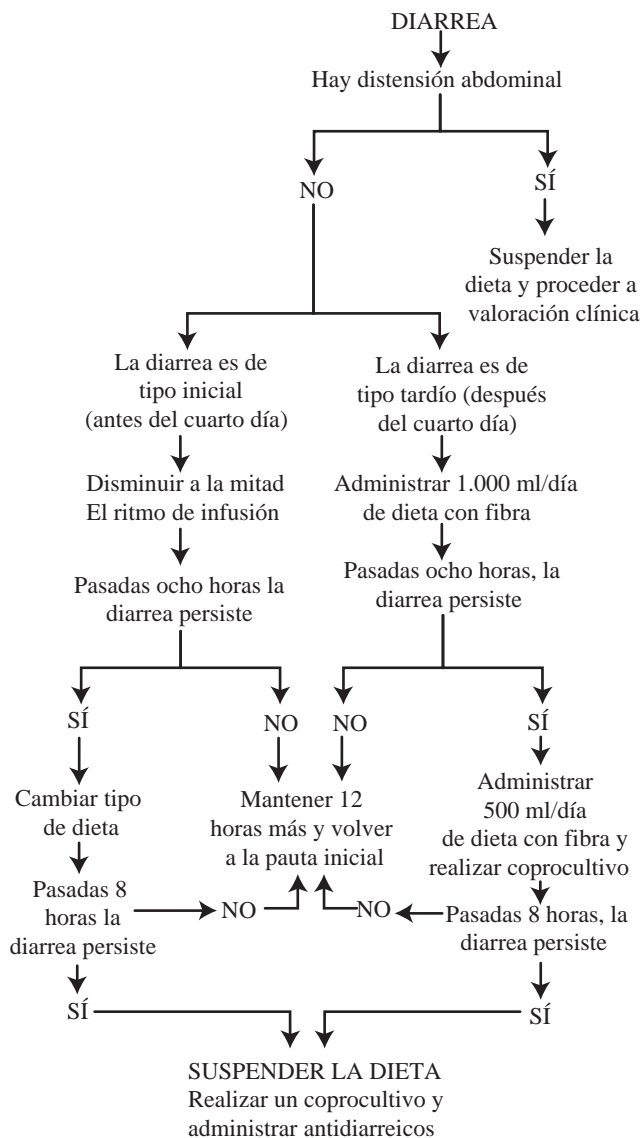 DIARREA
Hay distensión abdominal
NO
SÍ
Suspender la
dieta y proceder a
valoración clínica
La diarrea es de
tipo inicial
(antes del cuarto día)
La diarrea es de
tipo tardío (después
del cuarto día)
Disminuir a la mitad
El ritmo de infusión
Administrar 1.000 ml/día
de dieta con fibra
Pasadas ocho horas la
diarrea persiste
Pasadas ocho horas, la
diarrea persiste
SÍ
NO
NO
SÍ
Cambiar tipo
de dieta
Mantener 12
horas más y volver
a la pauta inicial
Administrar
500 ml/día
de dieta con fibra y
realizar coprocultivo
Pasadas 8
horas la
diarrea persiste
NO
NO
Pasadas 8 horas, la
diarrea persiste
SÍ
SÍ
SUSPENDER LA DIETA
Realizar un coprocultivo y
administrar antidiarreicos